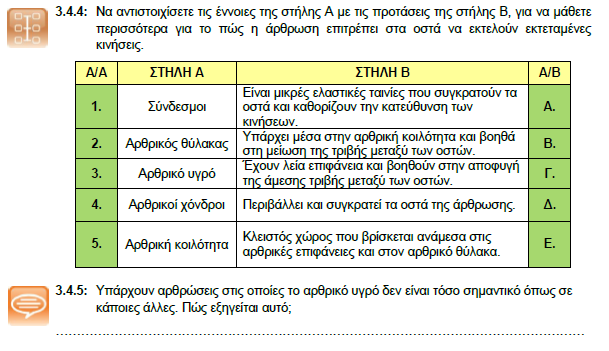 3.4.4: Να αντιστοιχίσετε τις έννοιες της στήλης Α με τις προτάσεις της στήλης Β, για να μάθετε
περισσότερα για το πώς η άρθρωση επιτρέπει στα οστά να εκτελούν εκτεταμένες
κινήσεις.
Α/Α ΣΤΗΛΗ Α ΣΤΗΛΗ Β Α/Β
1. Σύνδεσμοι Είναι μικρές ελαστικές ταινίες που συγκρατούν τα
οστά και καθορίζουν την κατεύθυνση των
κινήσεων. Α.
2. Αρθρικός θύλακας Υπάρχει μέσα στην αρθρική κοιλότητα και βοηθά
στη μείωση της τριβής μεταξύ των οστών. Β.
3. Αρθρικό υγρό Έχουν λεία επιφάνεια και βοηθούν στην αποφυγή
της άμεσης τριβής μεταξύ των οστών. Γ.
4. Αρθρικοί χόνδροι Περιβάλλει και συγκρατεί τα οστά της άρθρωσης. Δ.
5. Αρθρική κοιλότητα Κλειστός χώρος που βρίσκεται ανάμεσα στις
αρθρικές επιφάνειες και στον αρθρικό θύλακα. Ε.
3.4.5: Υπάρχουν αρθρώσεις στις οποίες το αρθρικό υγρό δεν είναι τόσο σημαντικό όπως σε
κάποιες άλλες. Πώς εξηγείται αυτό;